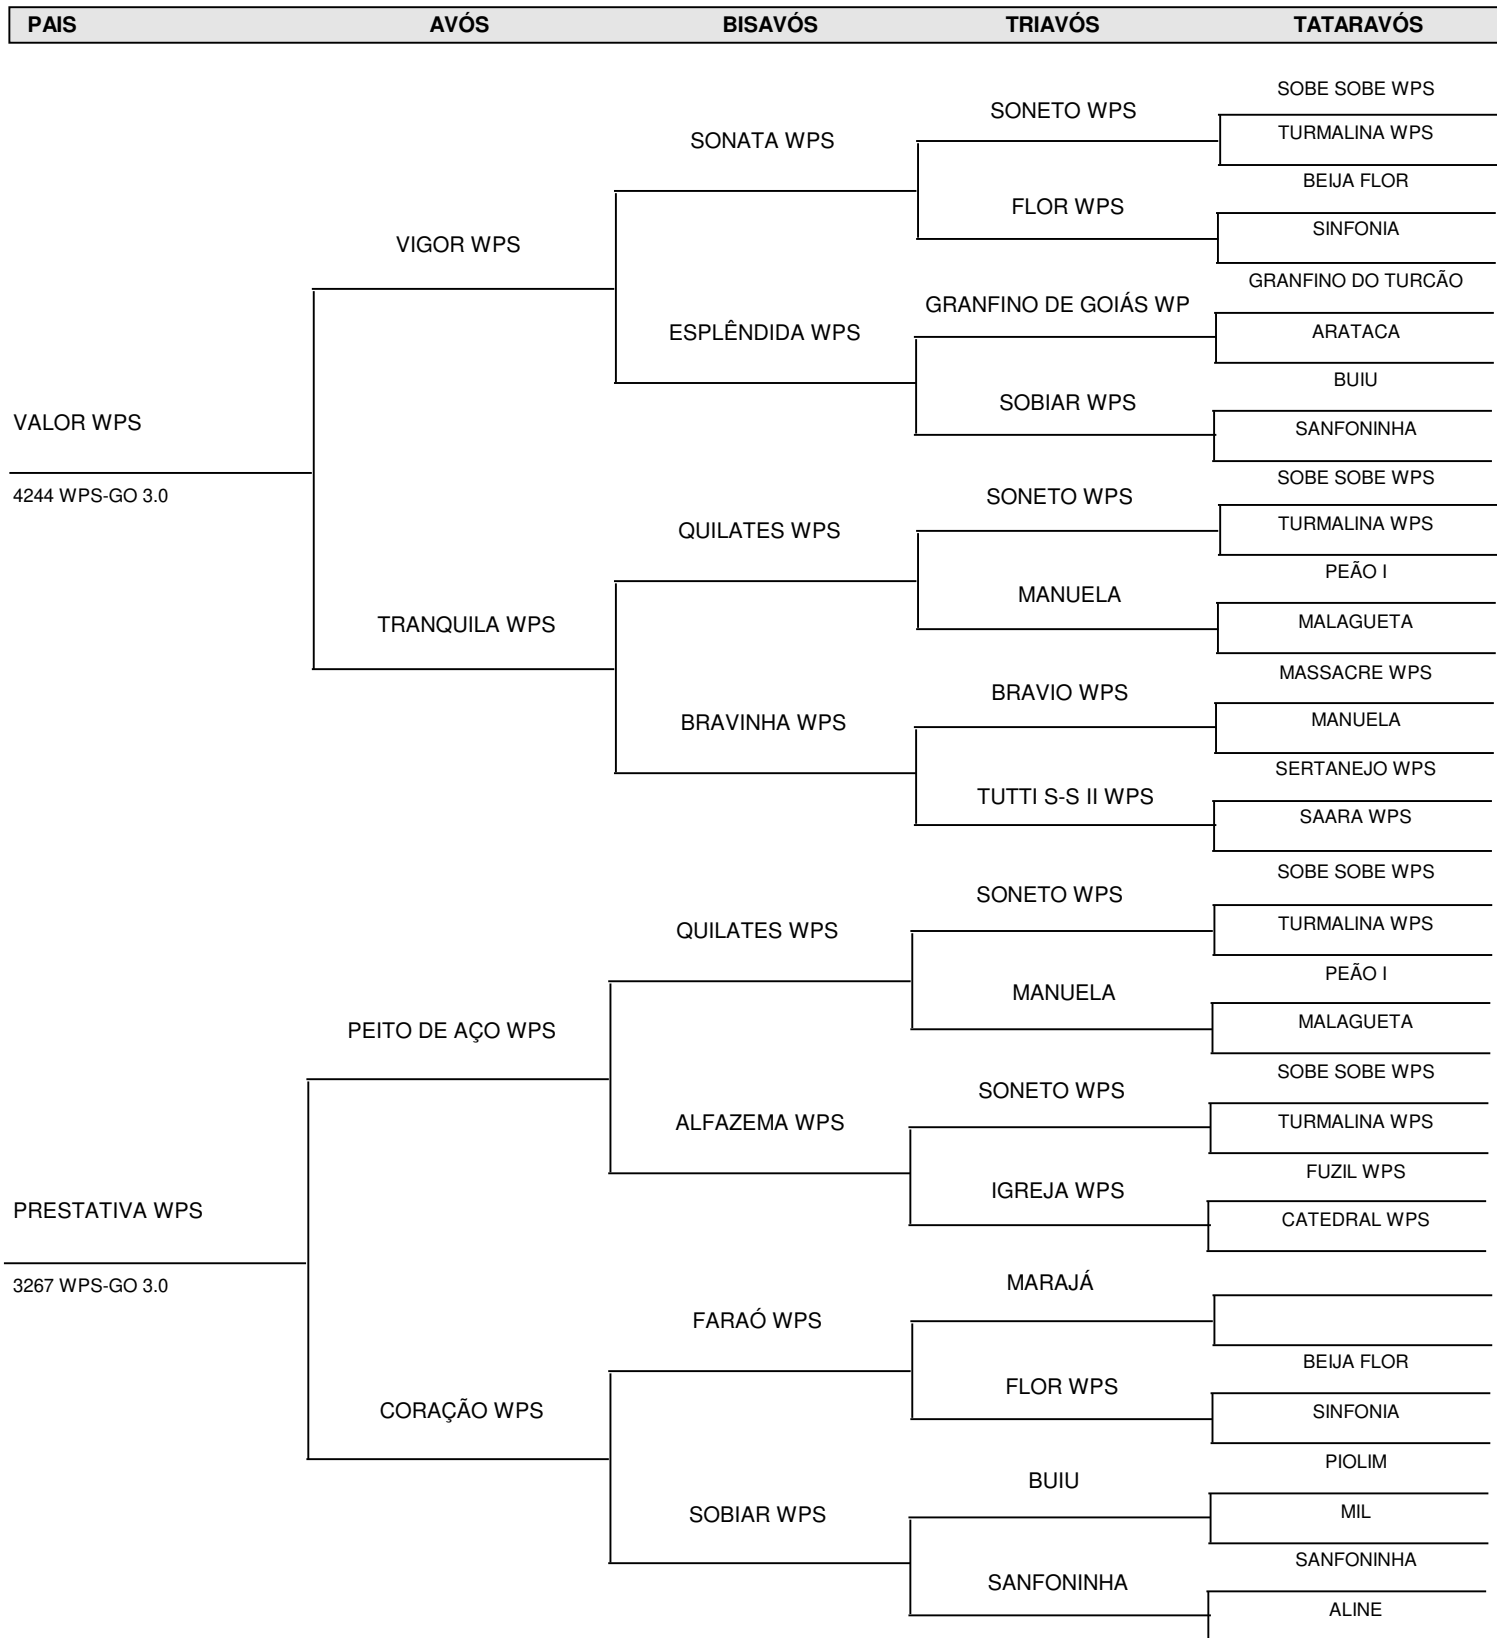 PAIS AVÓS BISAVÓS TRIAVÓS TATARAVÓS
SOBE SOBE WPS
SONETO WPS
TURMALINA WPS
SONATA WPS
BEIJA FLOR
FLOR WPS
SINFONIA
VIGOR WPS
GRANFINO DO TURCÃO
GRANFINO DE GOIÁS WP
ESPLÊNDIDA WPS
ARATACA
BUIU
SOBIAR WPS
VALOR WPS
SANFONINHA
SOBE SOBE WPS
4244 WPS-GO 3.0
SONETO WPS
TURMALINA WPS
QUILATES WPS
PEÃO I
MANUELA
MALAGUETA
TRANQUILA WPS
MASSACRE WPS
BRAVIO WPS
MANUELA
BRAVINHA WPS
SERTANEJO WPS
TUTTI S-S II WPS
SAARA WPS
SOBE SOBE WPS
SONETO WPS
TURMALINA WPS
QUILATES WPS
PEÃO I
MANUELA
MALAGUETA
PEITO DE AÇO WPS
SOBE SOBE WPS
SONETO WPS
TURMALINA WPS
ALFAZEMA WPS
FUZIL WPS
IGREJA WPS
PRESTATIVA WPS
CATEDRAL WPS
MARAJÁ
3267 WPS-GO 3.0
FARAÓ WPS
BEIJA FLOR
FLOR WPS
CORAÇÃO WPS
SINFONIA
PIOLIM
BUIU
MIL
SOBIAR WPS
SANFONINHA
SANFONINHA
ALINE